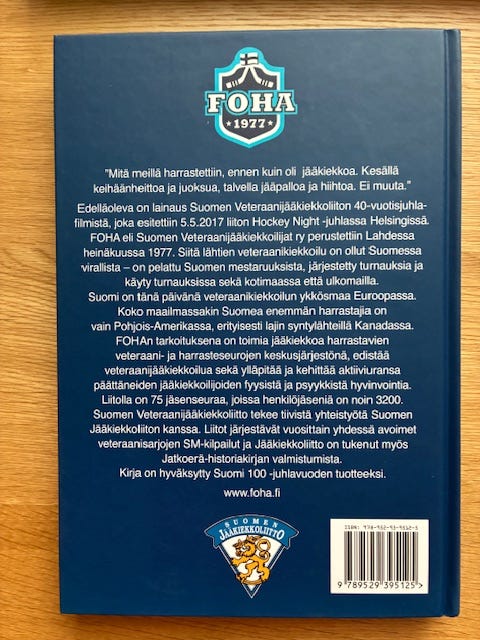 FOHA
★ 1977 ★
"Mitä meillä harrastettiin, ennen kuin oli jääkiekkoa. Kesällä
keihäänheittoa ja juoksua, talvella jääpalloa ja hiihtoa. Ei muuta."
Edelläoleva on lainaus Suomen Veteraanijääkiekkoliiton 40-vuotisjuhla-
filmistä, joka esitettiin 5.5.2017 liiton Hockey Night -juhlassa Helsingissä.
FOHA eli Suomen Veteraanijääkiekkoilijat ry perustettiin Lahdessa
heinäkuussa 1977. Siitä lähtien veteraanikiekkoilu on ollut Suomessa
virallista – on pelattu Suomen mestaruuksista, järjestetty turnauksia ja
käyty turnauksissa sekä kotimaassa että ulkomailla.
Suomi on tänä päivänä veteraanikiekkoilun ykkösmaa Euroopassa.
Koko maailmassakin Suomea enemmän harrastajia on
vain Pohjois-Amerikassa, erityisesti lajin syntylähteillä Kanadassa.
FOHAn tarkoituksena on toimia jääkiekkoa harrastavien
veteraani- ja harrasteseurojen keskusjärjestönä, edistää
veteraanijääkiekkoilua sekä ylläpitää ja kehittää aktiiviuransa
päättäneiden jääkiekkoilijoiden fyysistä ja psyykkistä hyvinvointia.
Liitolla on 75 jäsenseuraa, joissa henkilöjäseniä on noin 3200.
Suomen Veteraanijääkiekkoliitto tekee tiivistä yhteistyötä Suomen
Jääkiekkoliiton kanssa. Liitot järjestävät vuosittain yhdessä avoimet
veteraanisarjojen SM-kilpailut ja Jääkiekkoliitto on tukenut myös
Jatkoerä-historiakirjan valmistumista.
Kirja on hyväksytty Suomi 100 -juhlavuoden tuotteeksi.
www.foha.fi
SUOMEN
JÄÄKIEKKOLIITTO
ISBN: 978-952-93-9512-5
9 789529 395125 >